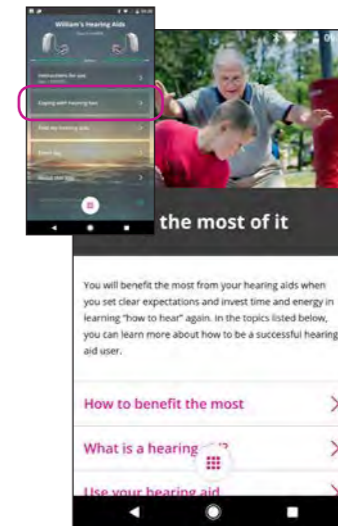 William's Hearing Aids
Instructions for use
Coping with hearing loss
Find my hearing aids
About this app
the most of it
You will benefit the most from your hearing aids when
you set clear expectations and invest time and energy in
learning "how to hear" again. In the topics listed below,
you can learn more about how to be a successful hearing
aid user.
How to benefit the most
What is a hearing
Use your hearing aid